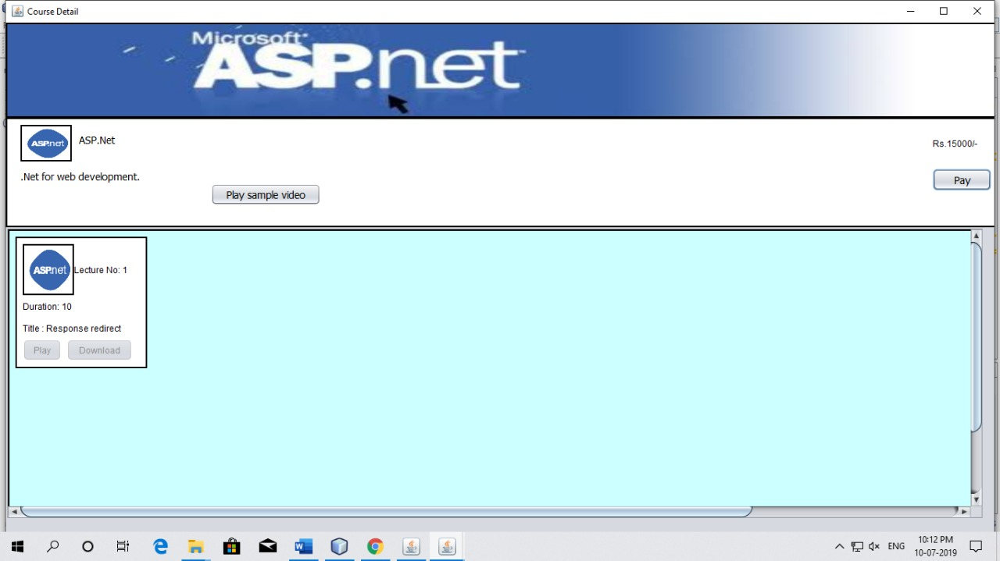 Course Detail
Microsoft
ASP.net
ASP.net ASP.Net
Rs.15000/-
.Net for web development.
Pay
Play sample video
ASP.net Lecture No: 1
Duration: 10
Title : Response redirect
Play Download
ENG
10:12 PM
10-07-2019